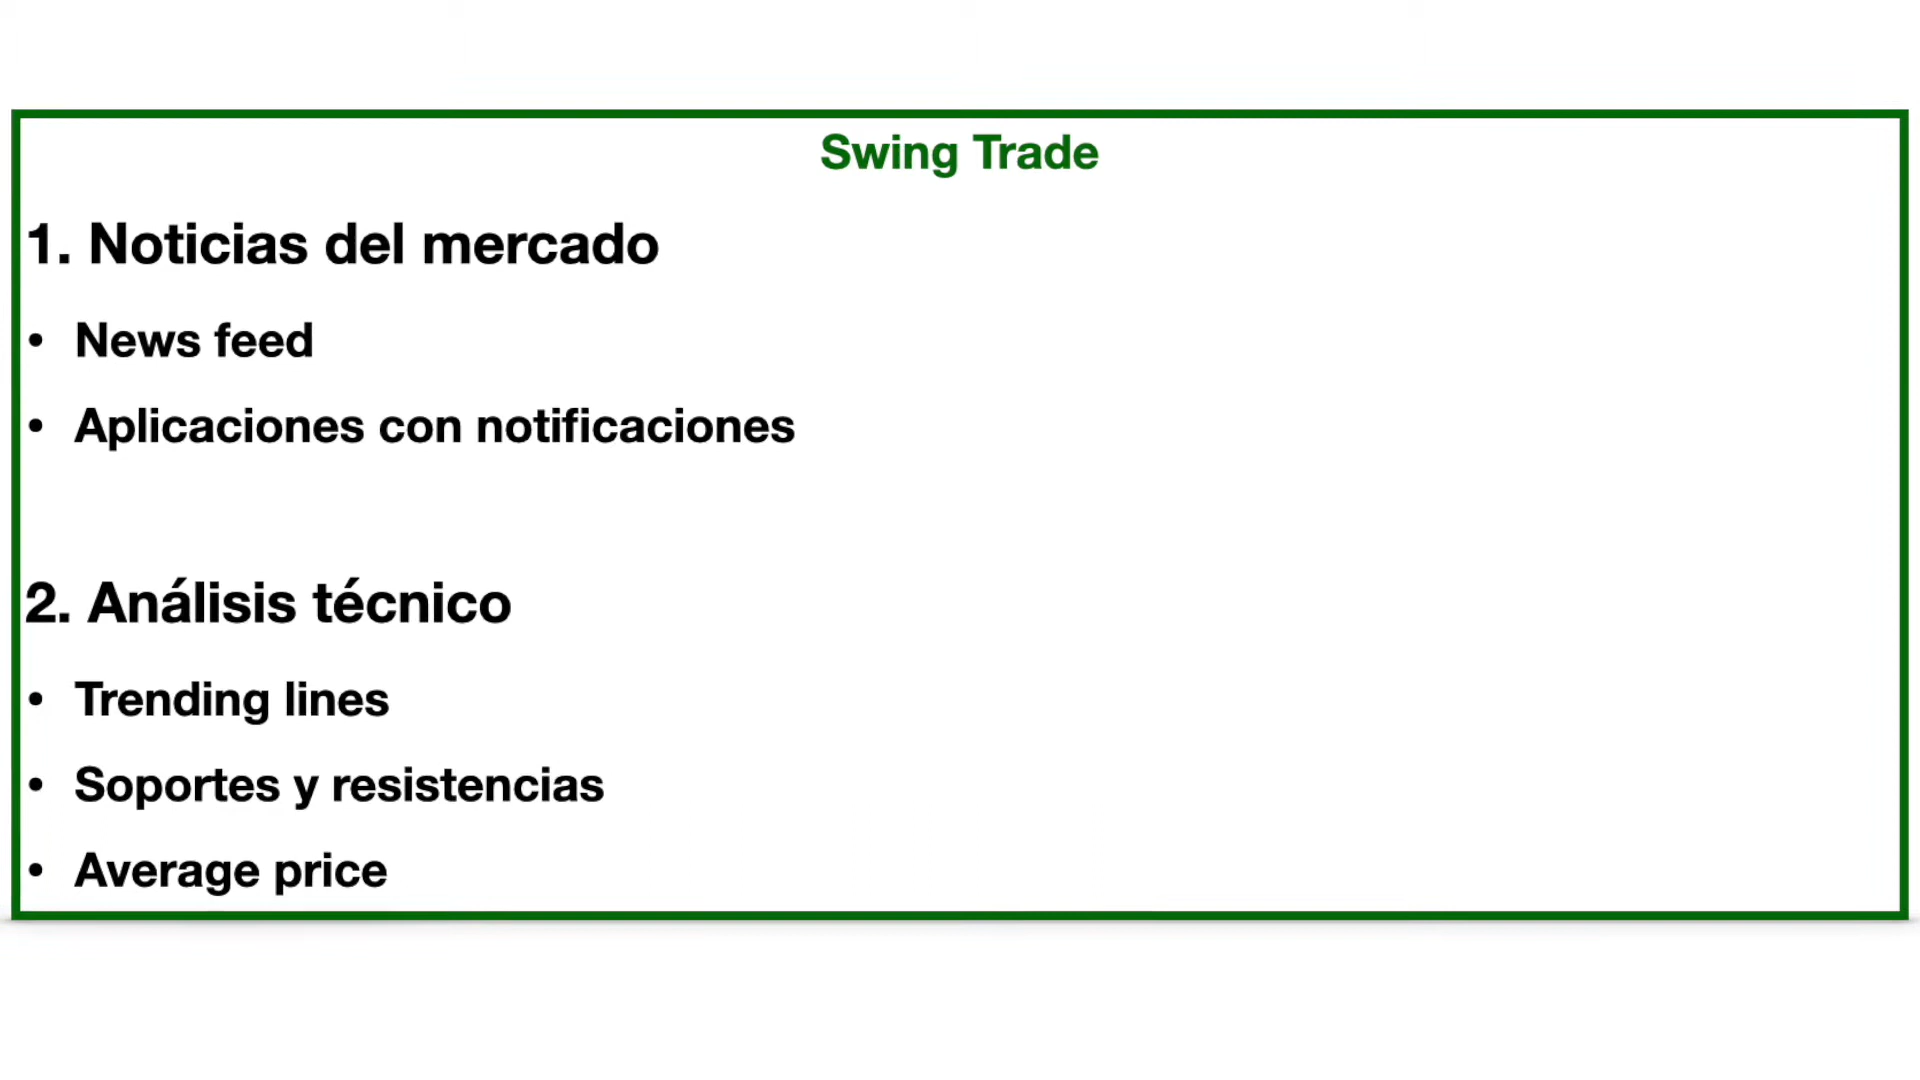 Swing Trade
1. Noticias del mercado
• News feed
• Aplicaciones con notificaciones
2. Análisis técnico
• Trending lines
• Soportes y resistencias
• Average price